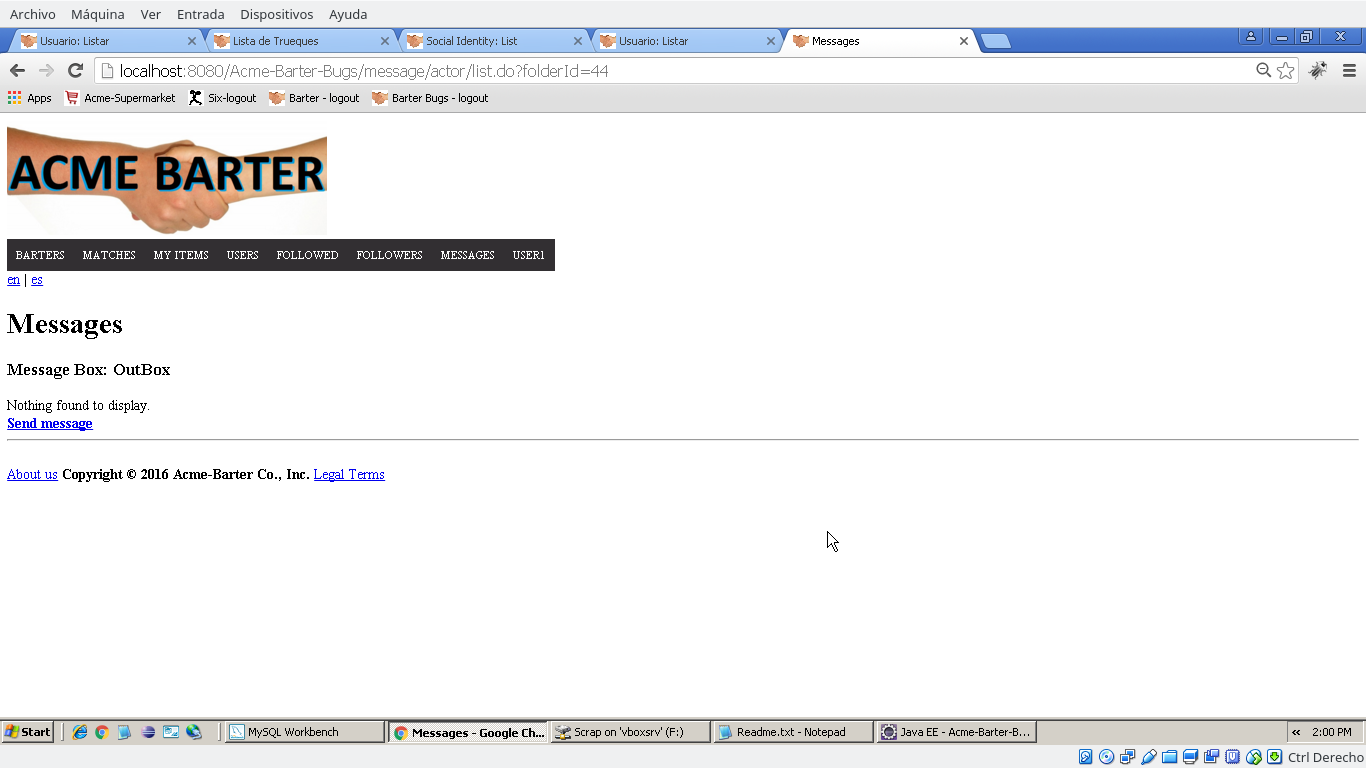 Archivo Máquina Ver Entrada Dispositivos Ayuda
Usuario: Listar Lista de Trueques Social Identity: List Usuario: Listar Messages
localhost:8080/Acme-Barter-Bugs/message/actor/list.do?folderId=44
Apps Acme-Supermarket Six-logout Barter - logout Barter Bugs - logout
ACME BARTER
BARTERS MATCHES MY ITEMS USERS FOLLOWED FOLLOWERS MESSAGES USER1
en | es
Messages
Message Box: OutBox
Nothing found to display.
Send message
About us Copyright © 2016 Acme-Barter Co., Inc. Legal Terms
Start MySQL Workbench Messages - Google Ch... Scrap on 'vboxsrv' (F:) Readme.txt - Notepad Java EE - Acme-Barter-B... « 2:00 PM
Ctrl Derecho